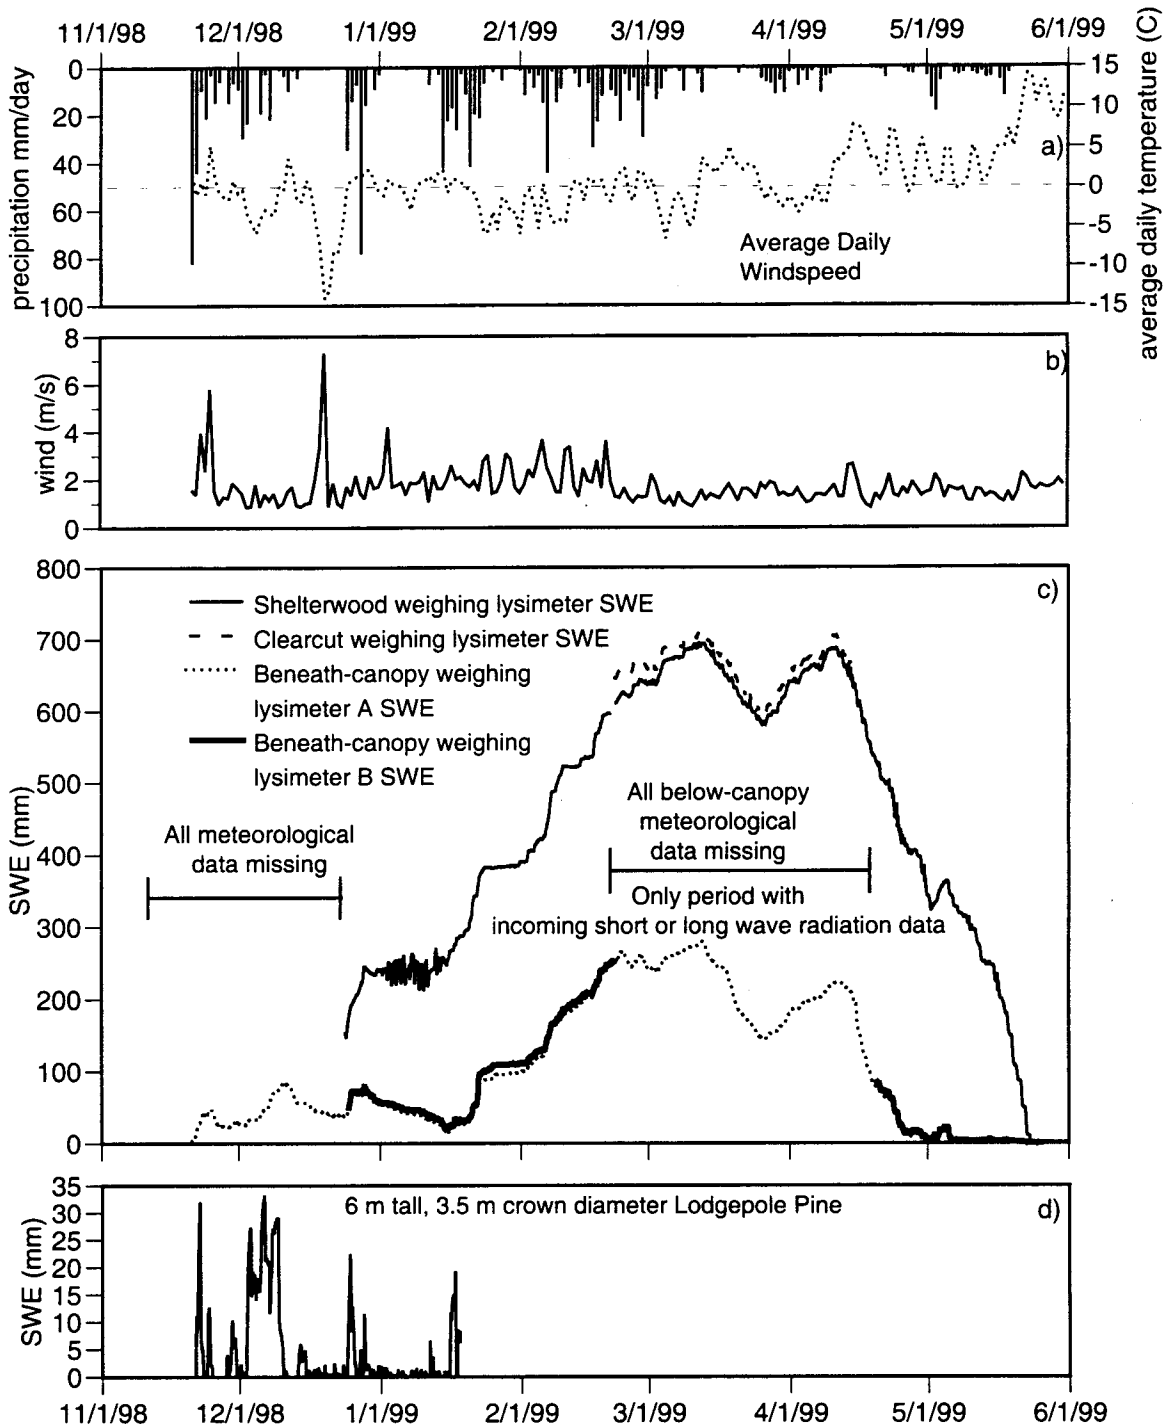 11/1/98 12/1/98 1/1/99 2/1/99 3/1/99 4/1/99 5/1/99 6/1/99
precipitation mm/day
0
20
40
60
80
100
a)
Average Daily
Windspeed
15
10
5
0
-5
-10
-15
average daily temperature (C)
wind (m/s)
8
6
4
2
0
b)
SWE (mm)
800
700
600
500
400
300
200
100
0
c)
Shelterwood weighing lysimeter SWE
Clearcut weighing lysimeter SWE
Beneath-canopy weighing
lysimeter A SWE
Beneath-canopy weighing
lysimeter B SWE
All meteorological
data missing
All below-canopy
meteorological
data missing
Only period with
incoming short or long wave radiation data
SWE (mm)
35
30
25
20
15
10
5
0
6 m tall, 3.5 m crown diameter Lodgepole Pine
d)
11/1/98 12/1/98 1/1/99 2/1/99 3/1/99 4/1/99 5/1/99 6/1/99